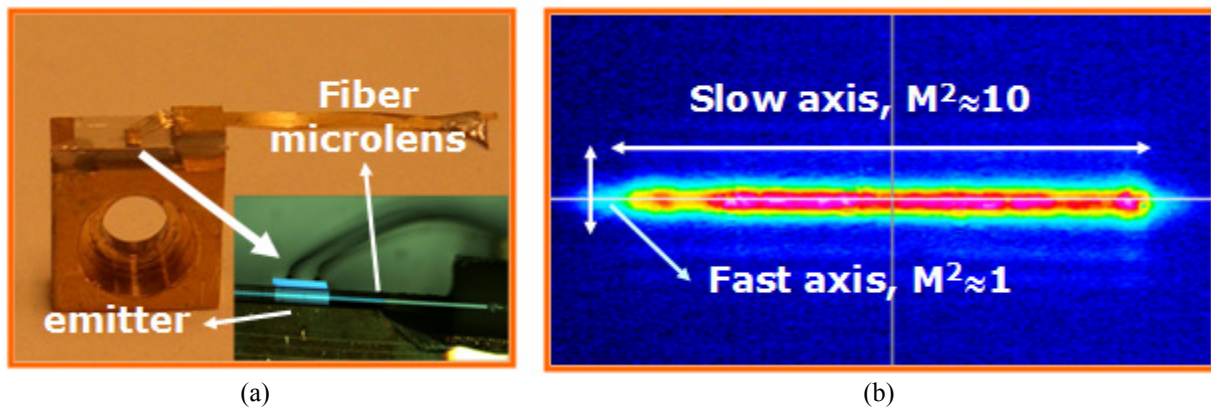 Fiber
microlens
emitter
(a)
Slow axis, M²≈10
Fast axis, M²≈1
(b)